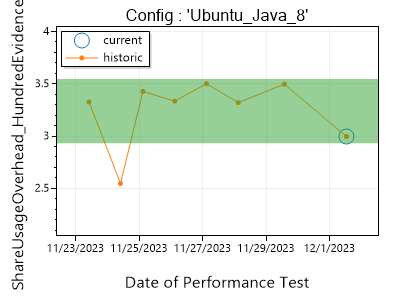 Config : 'Ubuntu_Java_8'
current
historic
ShareUsageOverhead_HundredEvidence
4
3.5
3
2.5
11/23/2023
11/25/2023
11/27/2023
11/29/2023
12/1/2023
Date of Performance Test